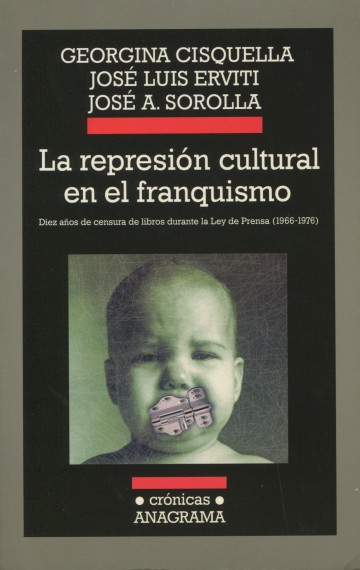 GEORGINA CISQUELLA
JOSÉ LUIS ERVITI
JOSÉ A. SOROLLA
La represión cultural
en el franquismo
Diez años de censura de libros durante la Ley de Prensa (1966-1976)
● crónicas ●
ANAGRAMA